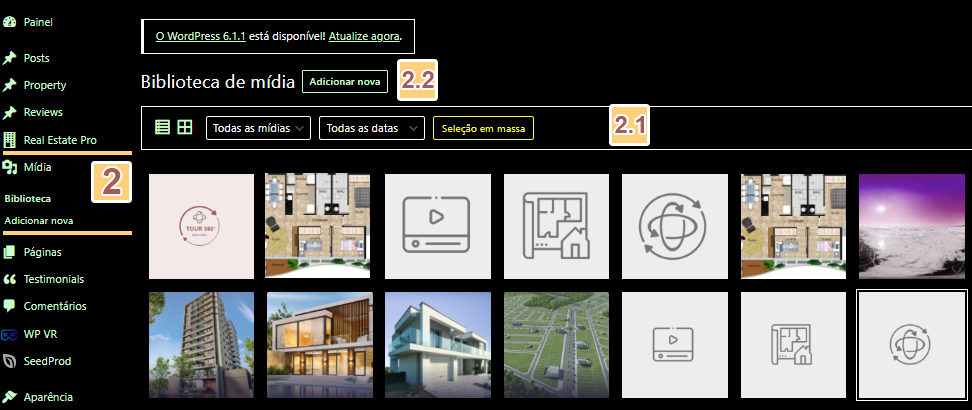 Painel
Posts
Property
Reviews
Real Estate Pro
Mídia
2
Biblioteca
Adicionar nova
Páginas
Testimoniais
Comentários
WP VR
SeedProd
Aparência
O WordPress 6.1.1 está disponível! Atualize agora.
Biblioteca de mídia Adicionar nova 2.2
Todas as mídias Todas as datas Seleção em massa 2.1
TOUR 360°